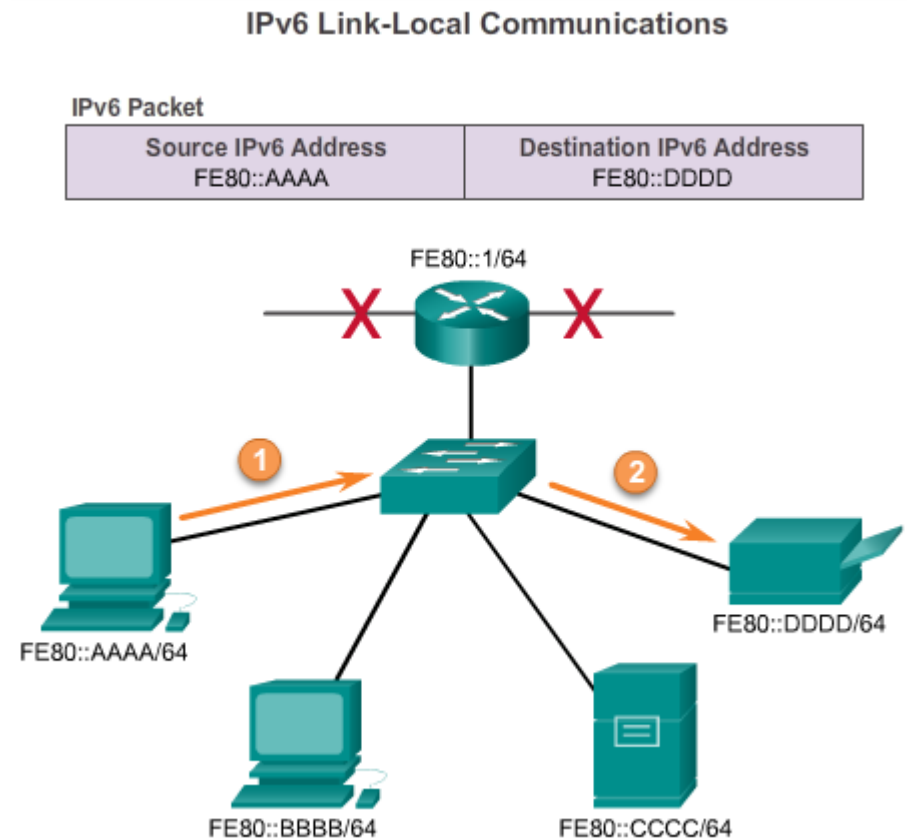 IPv6 Link-Local Communications
IPv6 Packet
Source IPv6 Address
FE80::AAAA
Destination IPv6 Address
FE80::DDDD
FE80::1/64
X
X
1
2
FE80::AAAA/64
FE80::DDDD/64
FE80::BBBB/64
FE80::CCCC/64